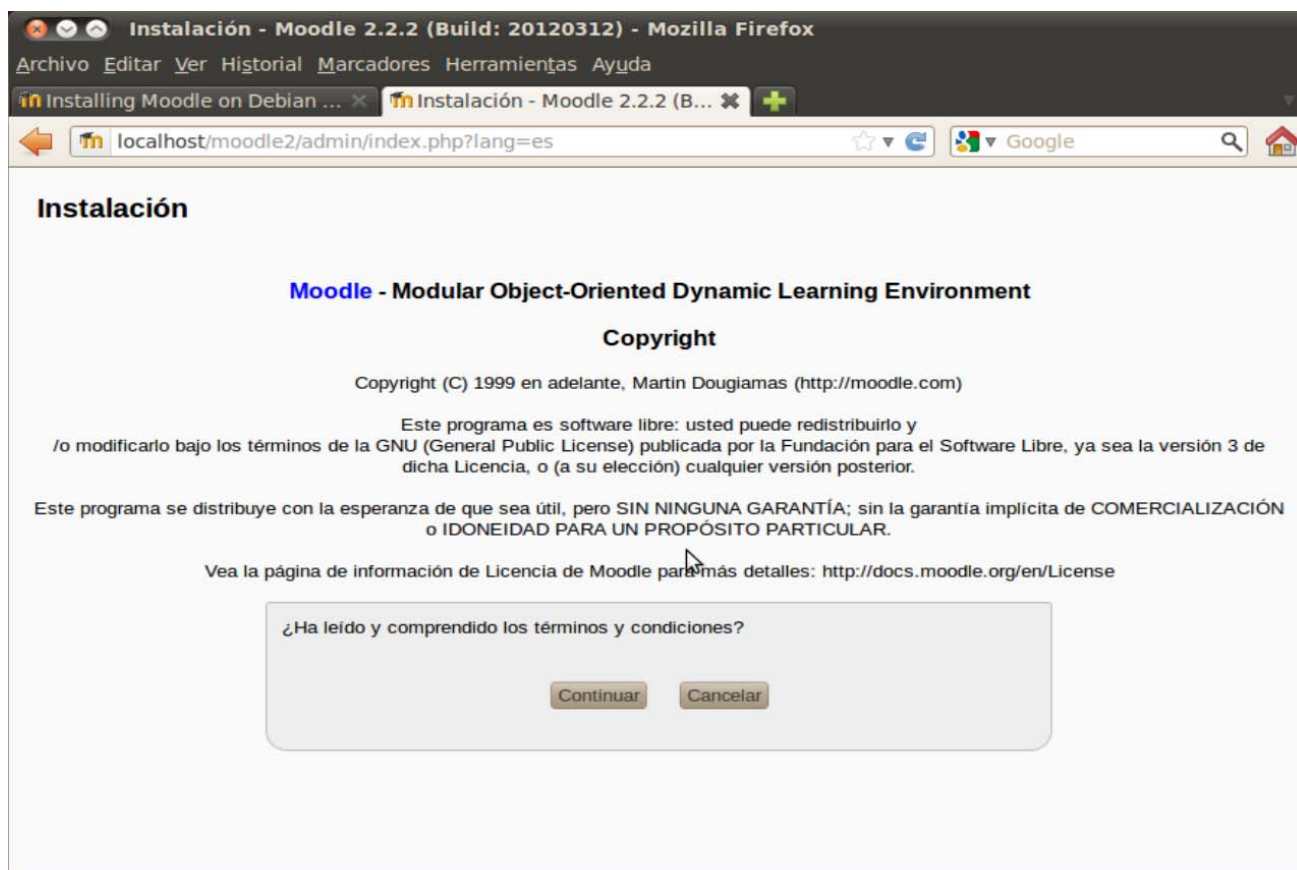 Instalación - Moodle 2.2.2 (Build: 20120312) - Mozilla Firefox
Archivo Editar Ver Historial Marcadores Herramientas Ayuda
Installing Moodle on Debian ... Instalación - Moodle 2.2.2 (B...
localhost/moodle2/admin/index.php?lang=es Google
Instalación
Moodle - Modular Object-Oriented Dynamic Learning Environment
Copyright
Copyright (C) 1999 en adelante, Martin Dougiamas (http://moodle.com)
Este programa es software libre: usted puede redistribuirlo y
/o modificarlo bajo los términos de la GNU (General Public License) publicada por la Fundación para el Software Libre, ya sea la versión 3 de
dicha Licencia, o (a su elección) cualquier versión posterior.
Este programa se distribuye con la esperanza de que sea útil, pero SIN NINGUNA GARANTÍA; sin la garantía implícita de COMERCIALIZACIÓN
o IDONEIDAD PARA UN PROPÓSITO PARTICULAR.
Vea la página de información de Licencia de Moodle para más detalles: http://docs.moodle.org/en/License
¿Ha leído y comprendido los términos y condiciones?
Continuar Cancelar